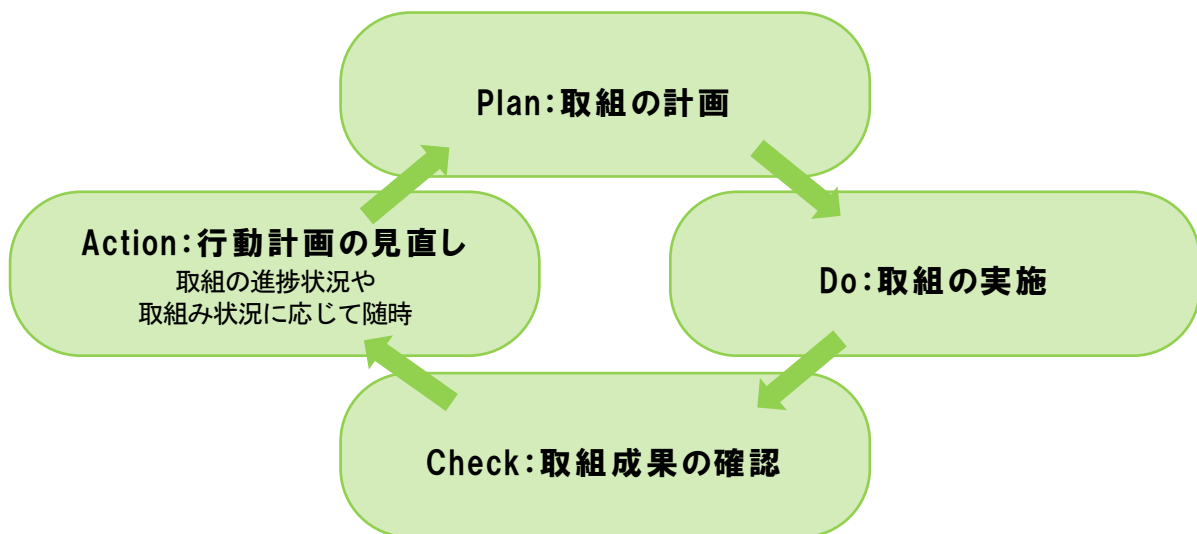 Plan：取組の計画
Action：行動計画の見直し
取組の進捗状況や
取組み状況に応じて随時
Do：取組の実施
Check：取組成果の確認